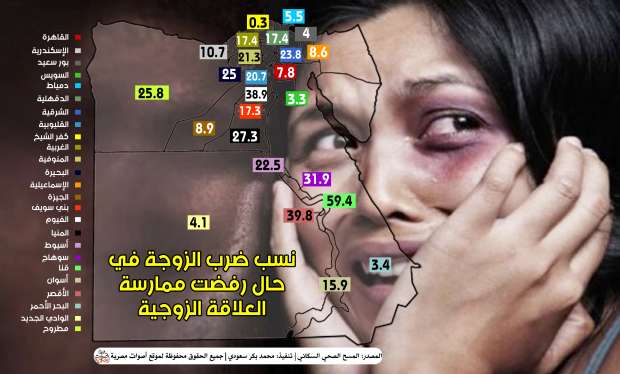 5.5
0.3
4
17.4
17.4
10.7
21.3
23.8
8.6
25
20.7
7.8
25.8
38.9
3.3
17.3
8.9
27.3
22.5
31.9
59.4
39.8
4.1
3.4
15.9
القاهرة
الإسكندرية
بور سعيد
السويس
دمياط
الدقهلية
الشرقية
القليوبية
كفر الشيخ
الغربية
المنوفية
البحيرة
الإسماعيلية
الجيزة
بني سويف
الفيوم
المنيا
أسيوط
سوهاج
قنا
أسوان
الأقصر
البحر الأحمر
الوادي الجديد
مطروح
نسب ضرب الزوجة في
حال رفضت ممارسة
العلاقة الزوجية
المصدر: المسح الصحي السكاني | تنفيذ: محمد بكر سعودي | جميع الحقوق محفوظة لموقع أصوات مصرية